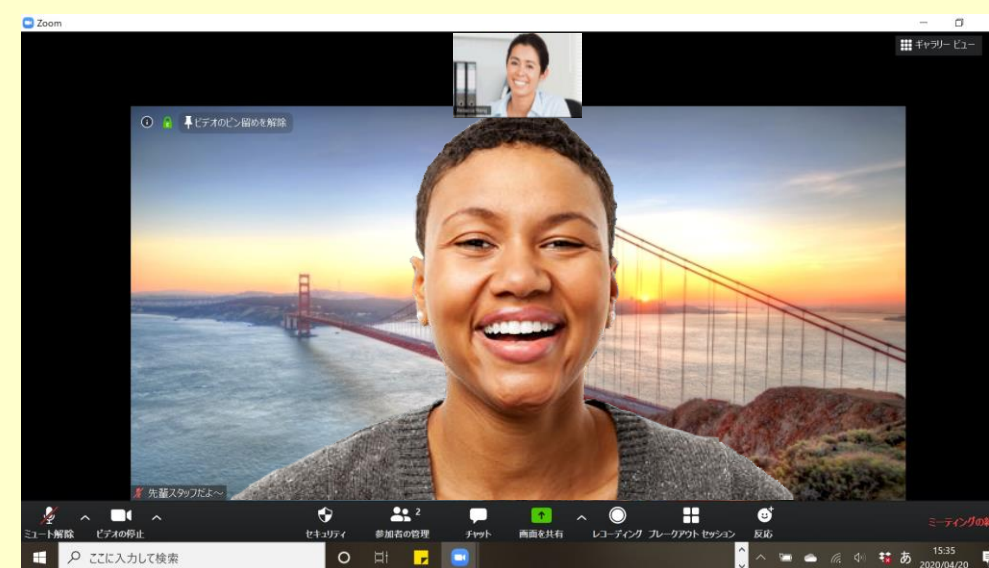 Zoom
ギャラリー ビュー
ビデオのピン留めを解除
先輩スタッフだよ～
2
ミュート解除 ビデオの停止 セキュリティ 参加者の管理 チャット 画面を共有 レコーディング ブレークアウト セッション 反応 ミーティングの
ここに入力して検索
あ 15:35
2020/04/20